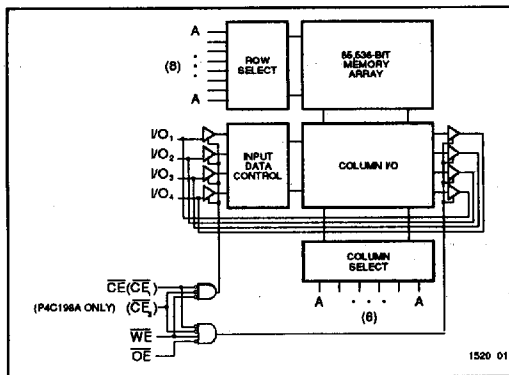 A
(8)
A
ROW
SELECT
65,536-BIT
MEMORY
ARRAY
I/O1
I/O2
I/O3
I/O4
INPUT
DATA
CONTROL
COLUMN I/O
COLUMN
SELECT
A . . . A
(6)
CE(CE1)
(P4C198A ONLY) (CE2)
WE
OE
1520 01